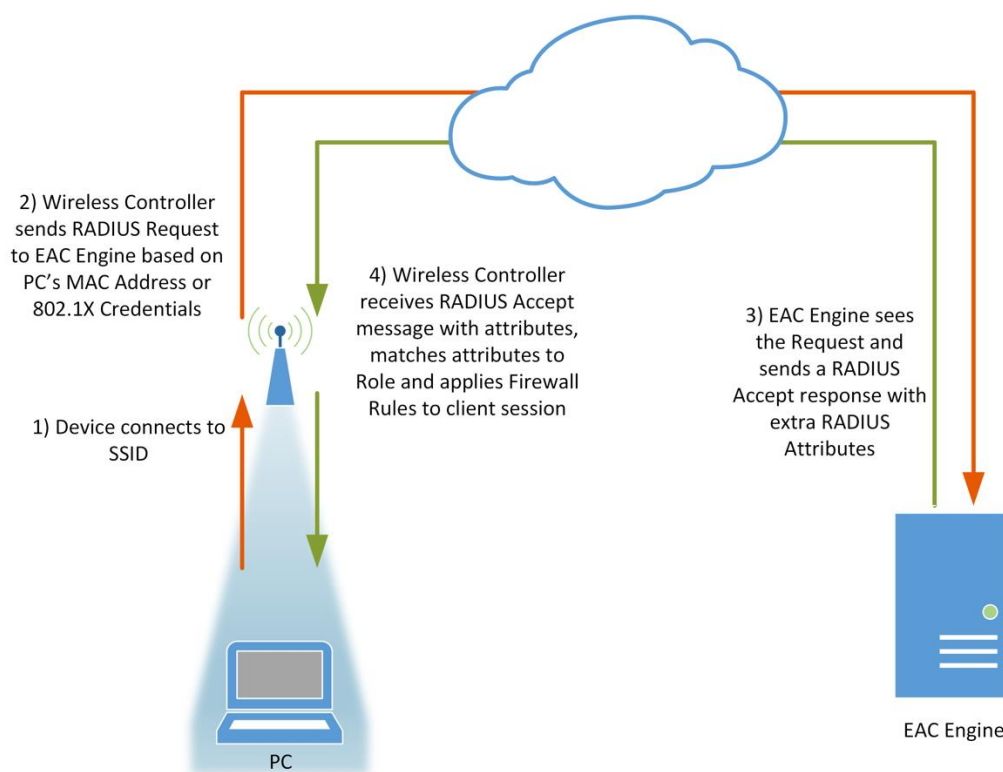 2) Wireless Controller
sends RADIUS Request
to EAC Engine based on
PC's MAC Address or
802.1X Credentials
4) Wireless Controller
receives RADIUS Accept
message with attributes,
matches attributes to
Role and applies Firewall
Rules to client session
3) EAC Engine sees
the Request and
sends a RADIUS
Accept response with
extra RADIUS
Attributes
1) Device connects to
SSID
PC
EAC Engine